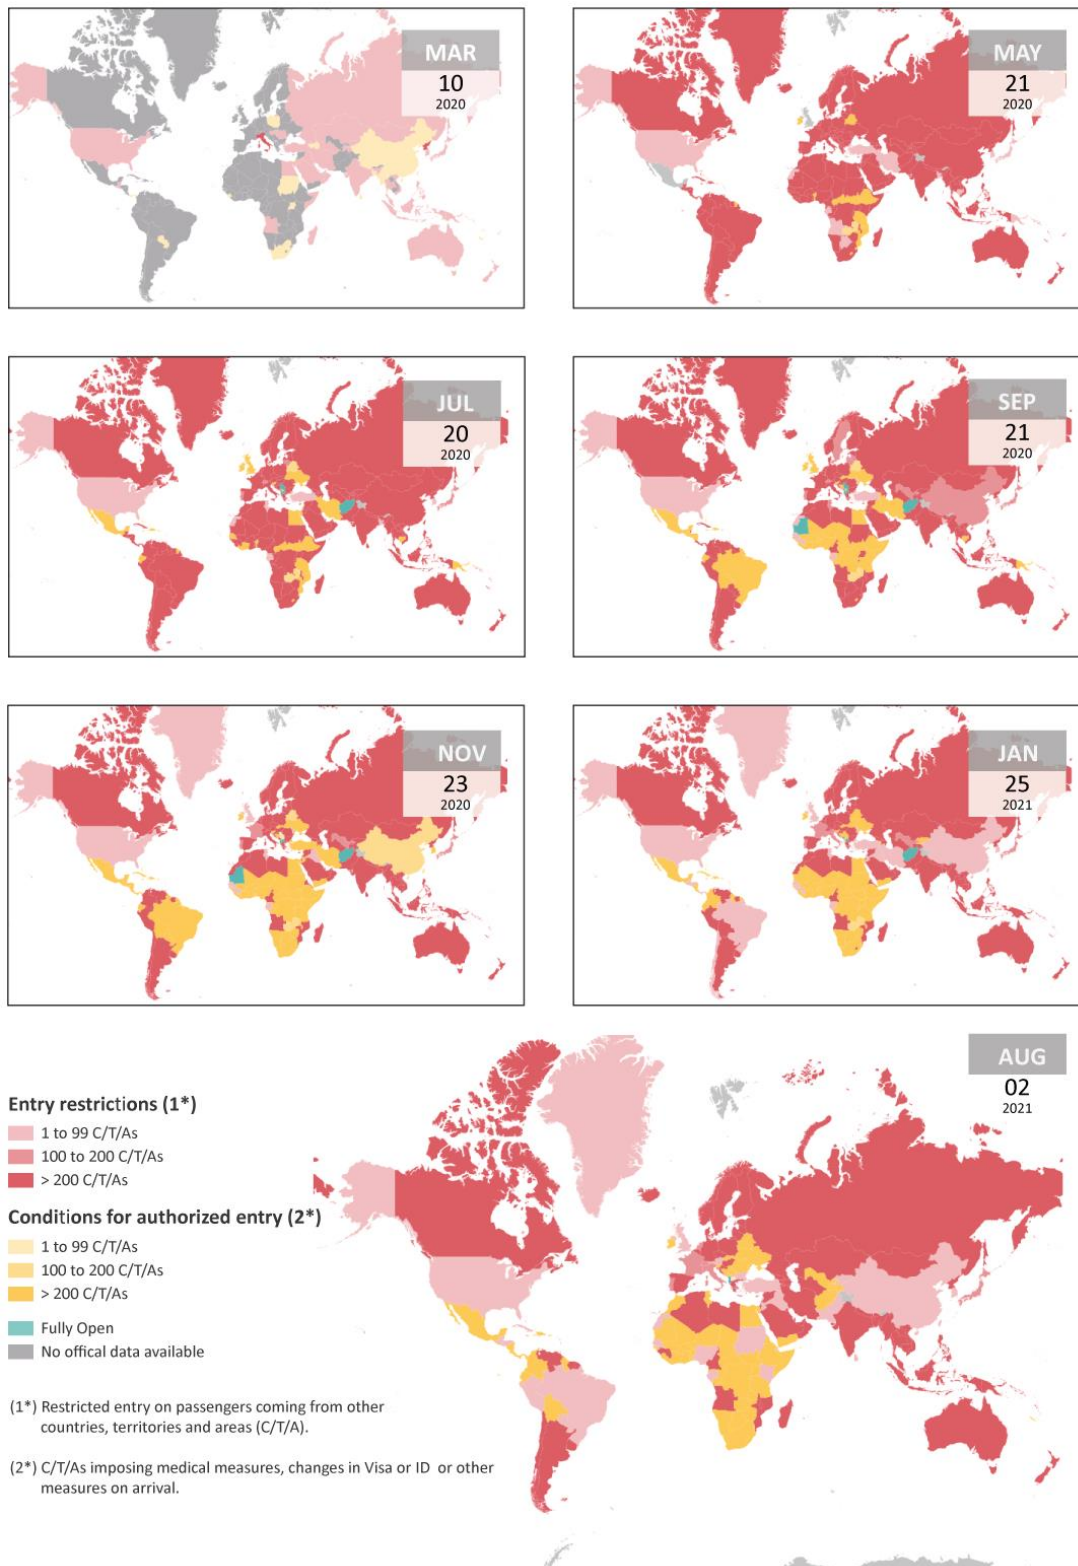 MAR
10
2020
MAY
21
2020
JUL
20
2020
SEP
21
2020
NOV
23
2020
JAN
25
2021
AUG
02
2021
Entry restrictions (1*)
1 to 99 C/T/As
100 to 200 C/T/As
> 200 C/T/As
Conditions for authorized entry (2*)
1 to 99 C/T/As
100 to 200 C/T/As
> 200 C/T/As
Fully Open
No offical data available
(1*) Restricted entry on passengers coming from other
countries, territories and areas (C/T/A).
(2*) C/T/As imposing medical measures, changes in Visa or ID or other
measures on arrival.